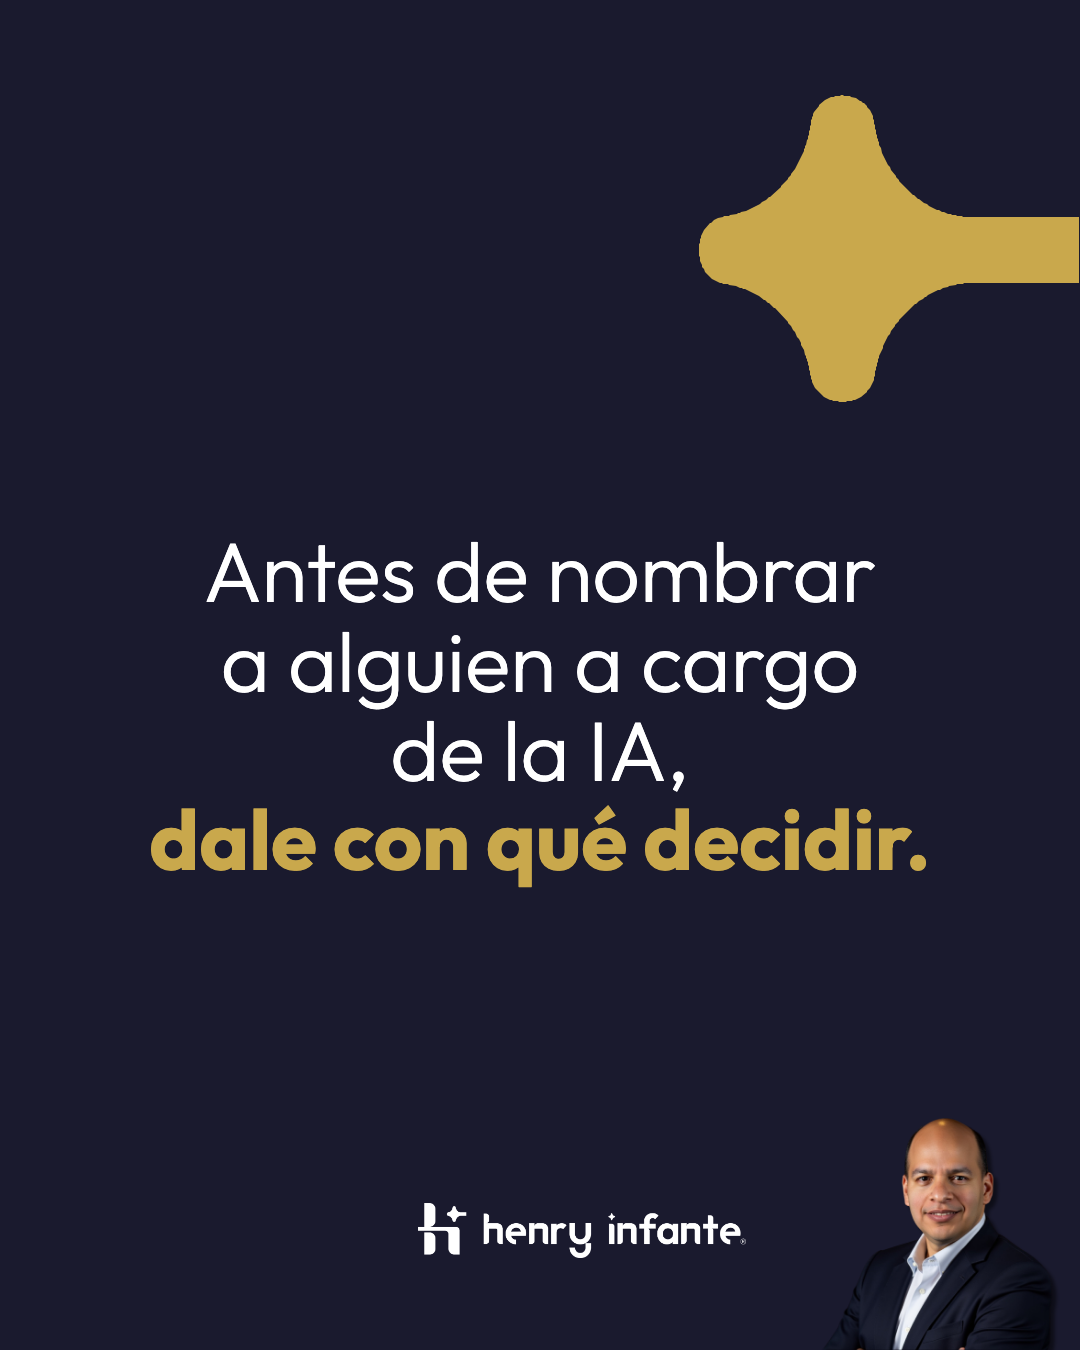 Antes de nombrar
a alguien a cargo
de la IA,
dale con qué decidir.
henry infante®